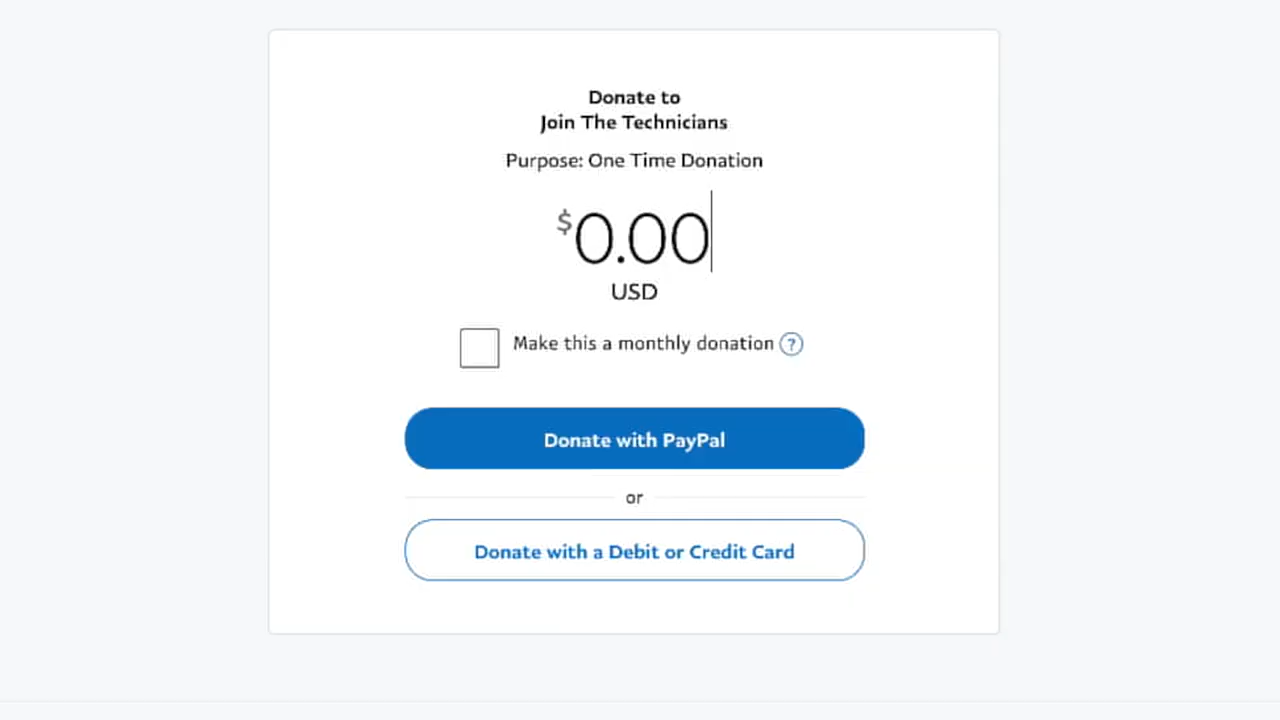 Donate to
Join The Technicians
Purpose: One Time Donation
$0.00
USD
Make this a monthly donation ?
Donate with PayPal
or
Donate with a Debit or Credit Card